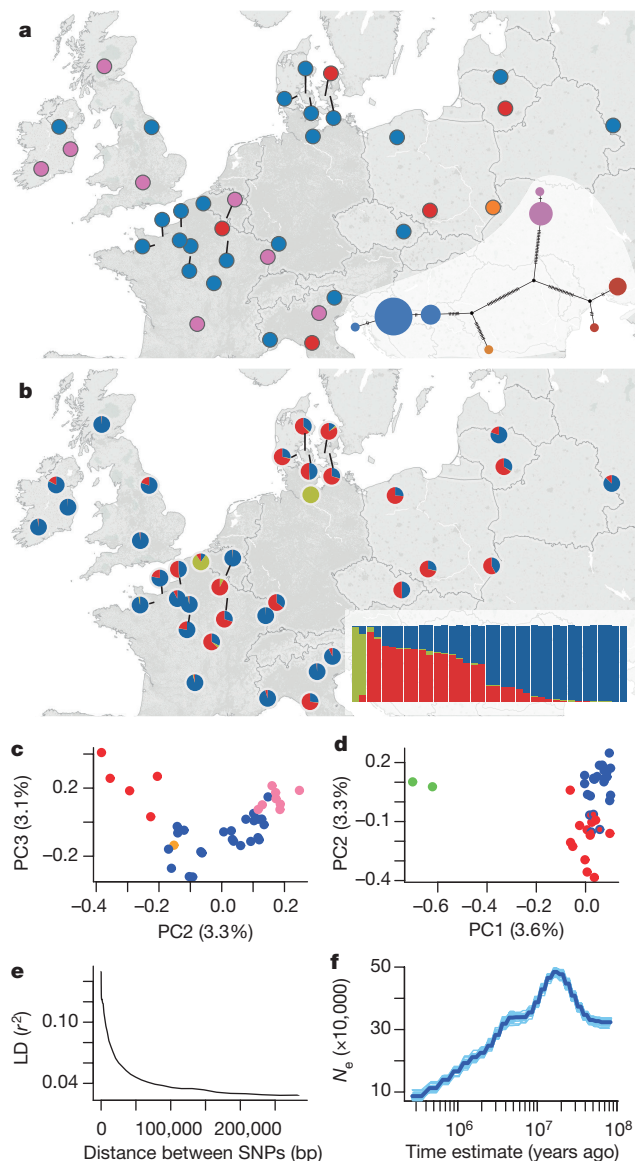 a
b
c
d
PC3 (3.1%)
0.2
−0.2
−0.4
−0.2
0.0
0.2
PC2 (3.3%)
PC2 (3.3%)
0.2
−0.1
−0.4
−0.6
−0.4
−0.2
0.0
PC1 (3.6%)
e
f
LD (r²)
0.10
0.04
0
100,000
200,000
Distance between SNPs (bp)
Nₑ (×10,000)
50
30
10
10⁶
10⁷
10⁸
Time estimate (years ago)